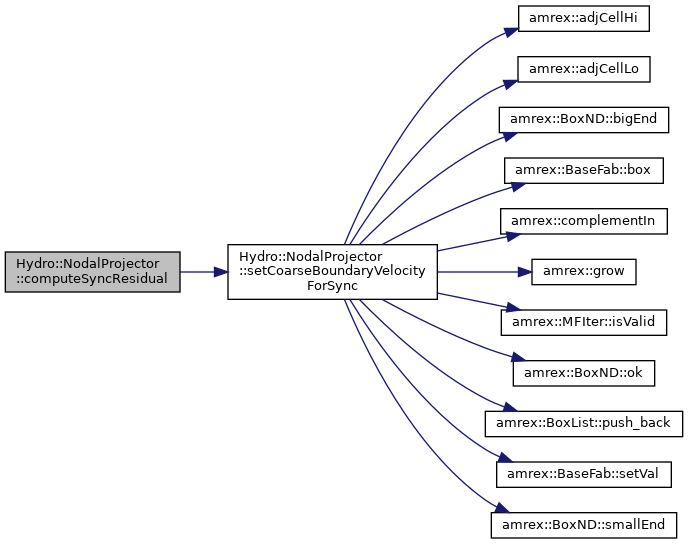 Hydro::NodalProjector
::computeSyncResidual
Hydro::NodalProjector
::setCoarseBoundaryVelocity
ForSync
amrex::adjCellHi
amrex::adjCellLo
amrex::BoxND::bigEnd
amrex::BaseFab::box
amrex::complementIn
amrex::grow
amrex::MFIter::isValid
amrex::BoxND::ok
amrex::BoxList::push_back
amrex::BaseFab::setVal
amrex::BoxND::smallEnd